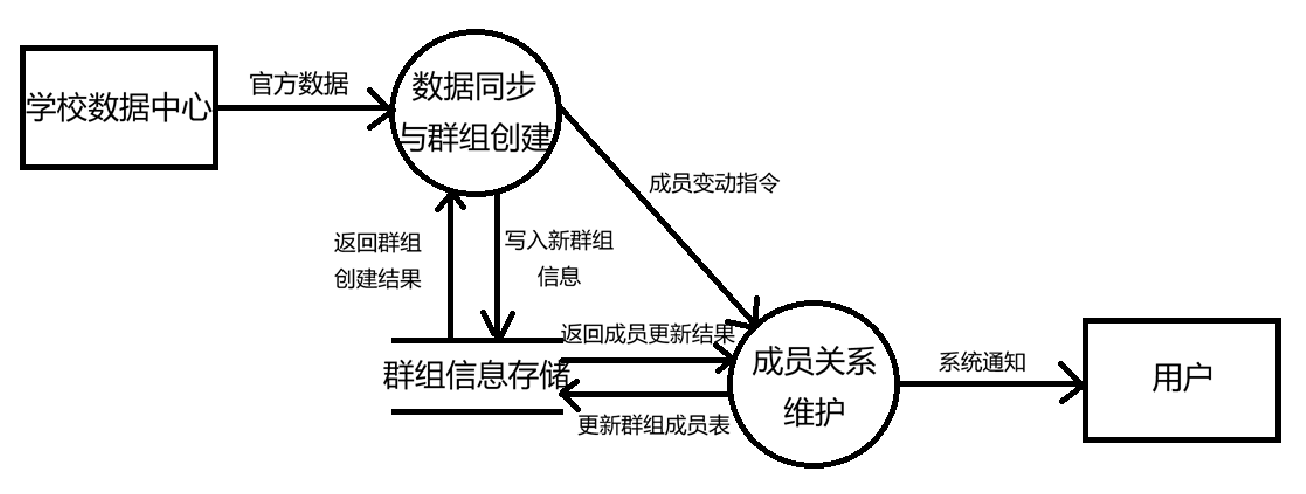 官方数据
学校数据中心
数据同步
与群组创建
成员变动指令
返回群组
创建结果
写入新群组
信息
返回成员更新结果
群组信息存储
更新群组成员表
成员关系
维护
系统通知
用户